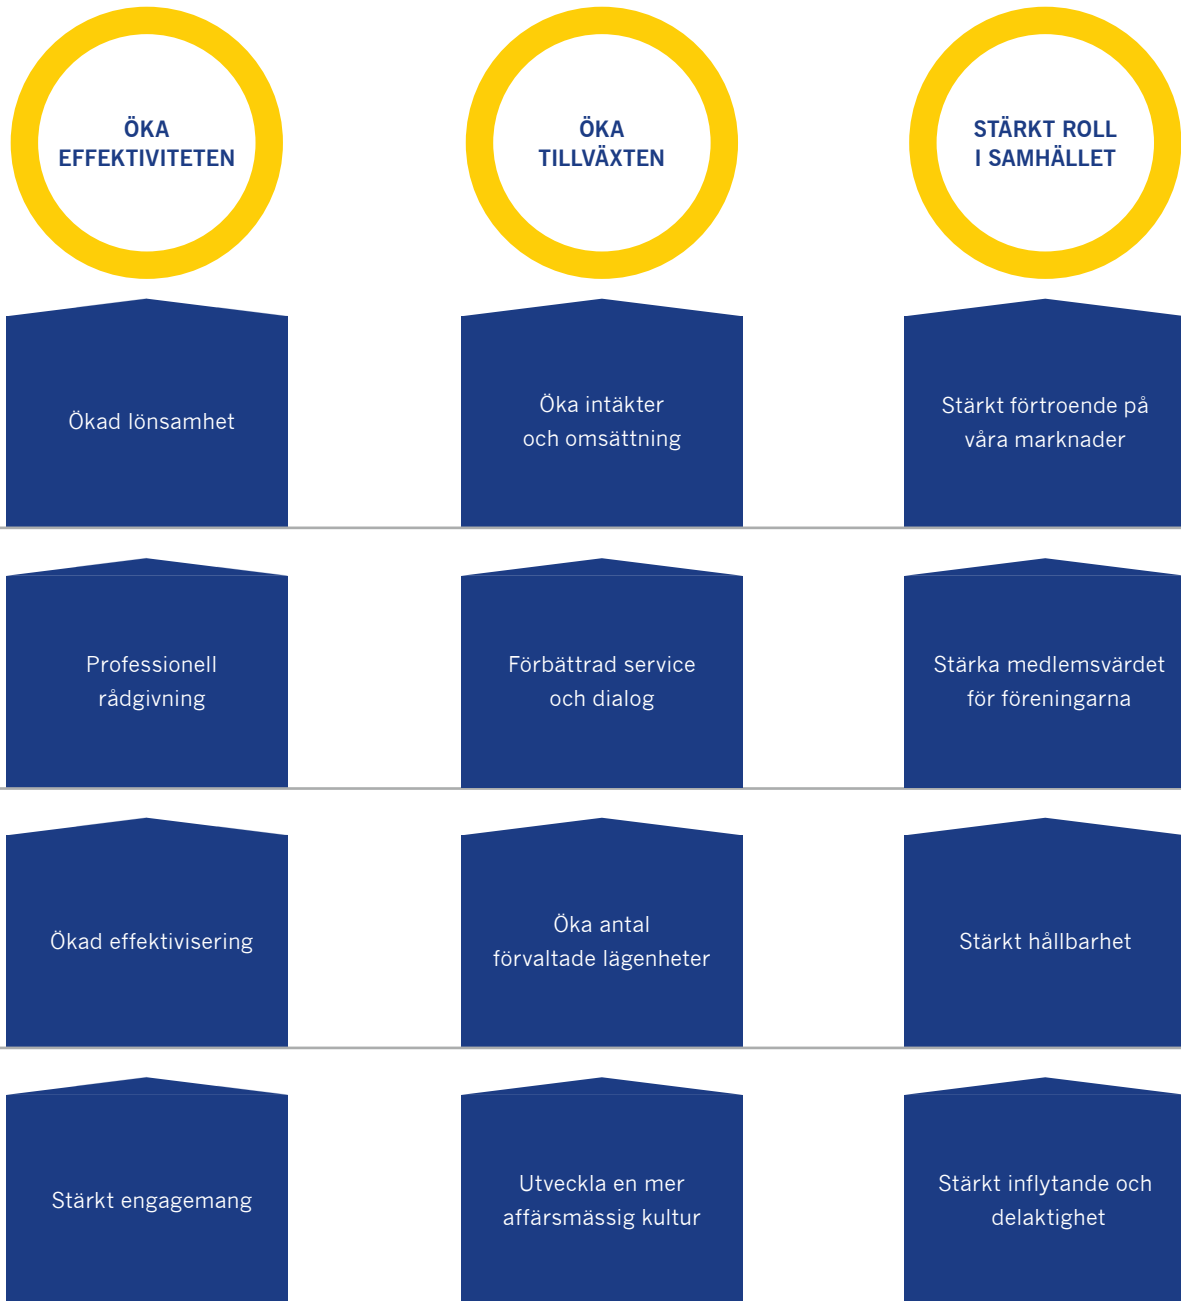 ÖKA
EFFEKTIVITETEN
ÖKA
TILLVÄXTEN
STÄRKT ROLL
I SAMHÄLLET
Ökad lönsamhet
Öka intäkter
och omsättning
Stärkt förtroende på
våra marknader
Professionell
rådgivning
Förbättrad service
och dialog
Stärka medlemsvärdet
för föreningarna
Ökad effektivisering
Öka antal
förvaltade lägenheter
Stärkt hållbarhet
Stärkt engagemang
Utveckla en mer
affärsmässig kultur
Stärkt inflytande och
delaktighet